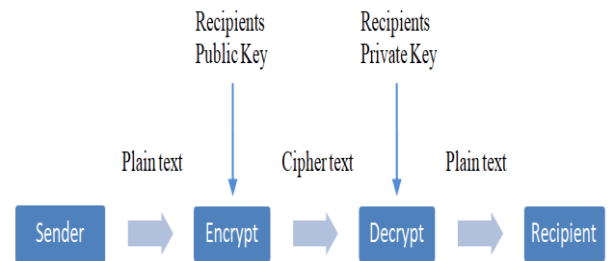 Recipients
Public Key
Recipients
Private Key
Plain text
Cipher text
Plain text
Sender
Encrypt
Decrypt
Recipient